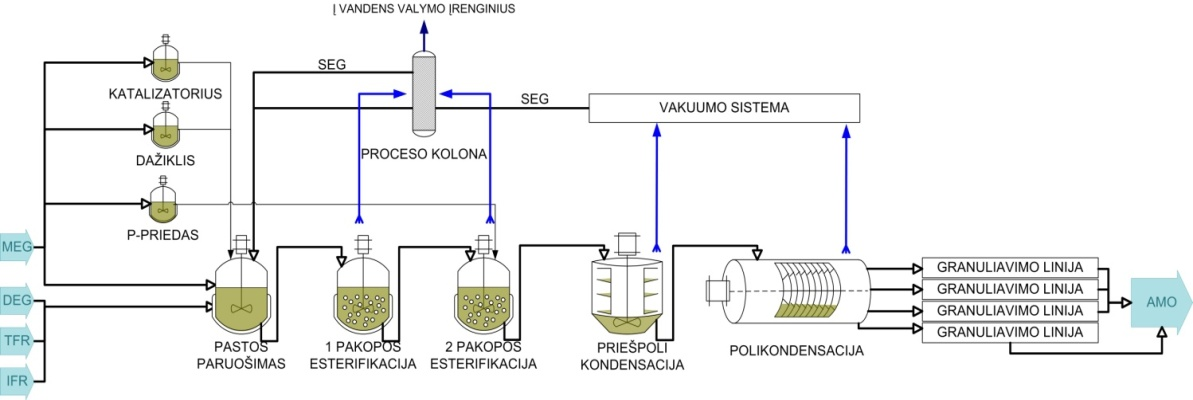 Į VANDENS VALYMO ĮRENGINIUS
SEG
KATALIZATORIUS
SEG
VAKUUMO SISTEMA
DAŽIKLIS
PROCESO KOLONA
P-PRIEDAS
MEG
DEG
TFR
IFR
PASTOS
PARUOŠIMAS
1 PAKOPOS
ESTERIFIKACIJA
2 PAKOPOS
ESTERIFIKACIJA
PRIEŠPOLI
KONDENSACIJA
POLIKONDENSACIJA
GRANULIAVIMO LINIJA
GRANULIAVIMO LINIJA
GRANULIAVIMO LINIJA
GRANULIAVIMO LINIJA
AMO